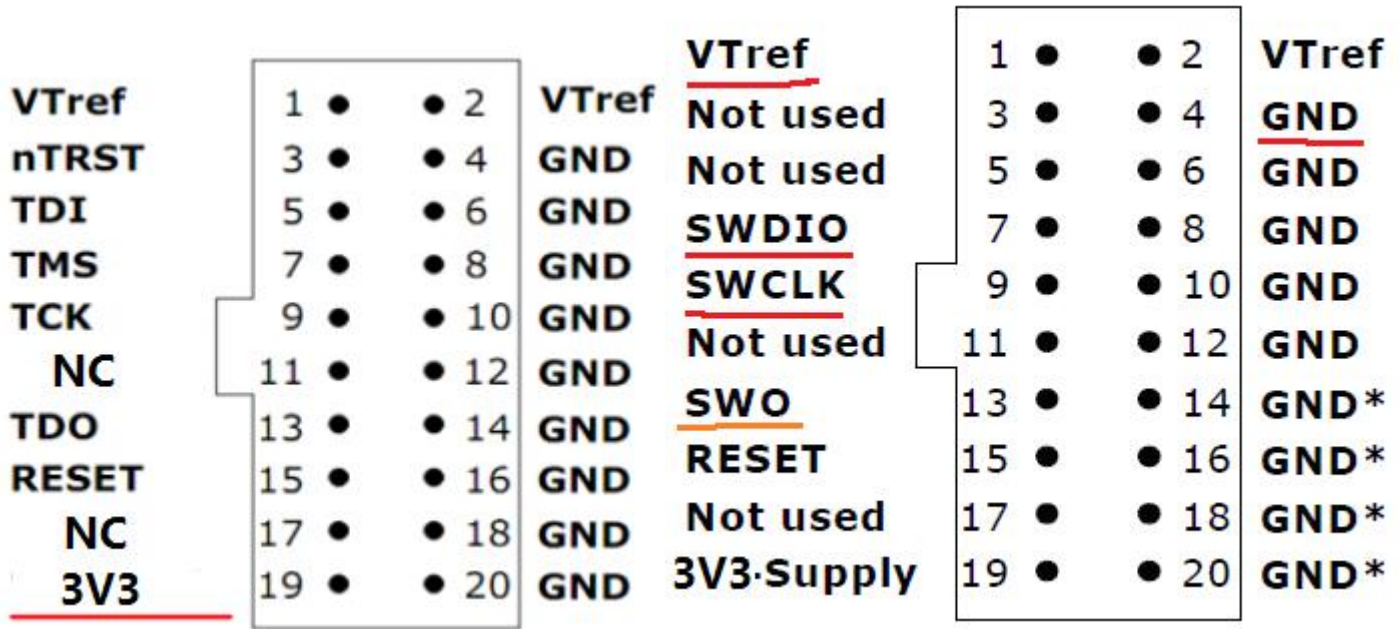 VTref 1 2 VTref
nTRST 3 4 GND
TDI 5 6 GND
TMS 7 8 GND
TCK 9 10 GND
NC 11 12 GND
TDO 13 14 GND
RESET 15 16 GND
NC 17 18 GND
3V3 19 20 GND
VTref 1 2 VTref
Not used 3 4 GND
Not used 5 6 GND
SWDIO 7 8 GND
SWCLK 9 10 GND
Not used 11 12 GND
SWO 13 14 GND*
RESET 15 16 GND*
Not used 17 18 GND*
3V3·Supply 19 20 GND*